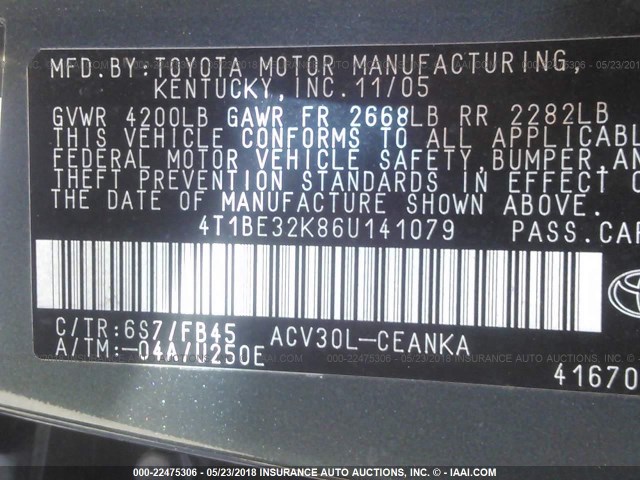 MFD.BY:TOYOTA MOTOR MANUFACTURING,
KENTUCKY,INC.11/05
GVWR 4200LB GAWR FR 2668LB RR 2282LB
THIS VEHICLE CONFORMS TO ALL APPLICABL
FEDERAL MOTOR VEHICLE SAFETY,BUMPER,AN
THEFT PREVENTION STANDARDS IN EFFECT O
THE DATE OF MANUFACTURE SHOWN ABOVE.
4T1BE32K86U141079 PASS.CAR
C/TR:6S7/FB45 ACV30L-CEANKA
A/TM:-04A/U250E
41670
000-22475306 - 05/23/2018 - INSURANCE AUTO AUCTIONS, INC. - IAAI.COM